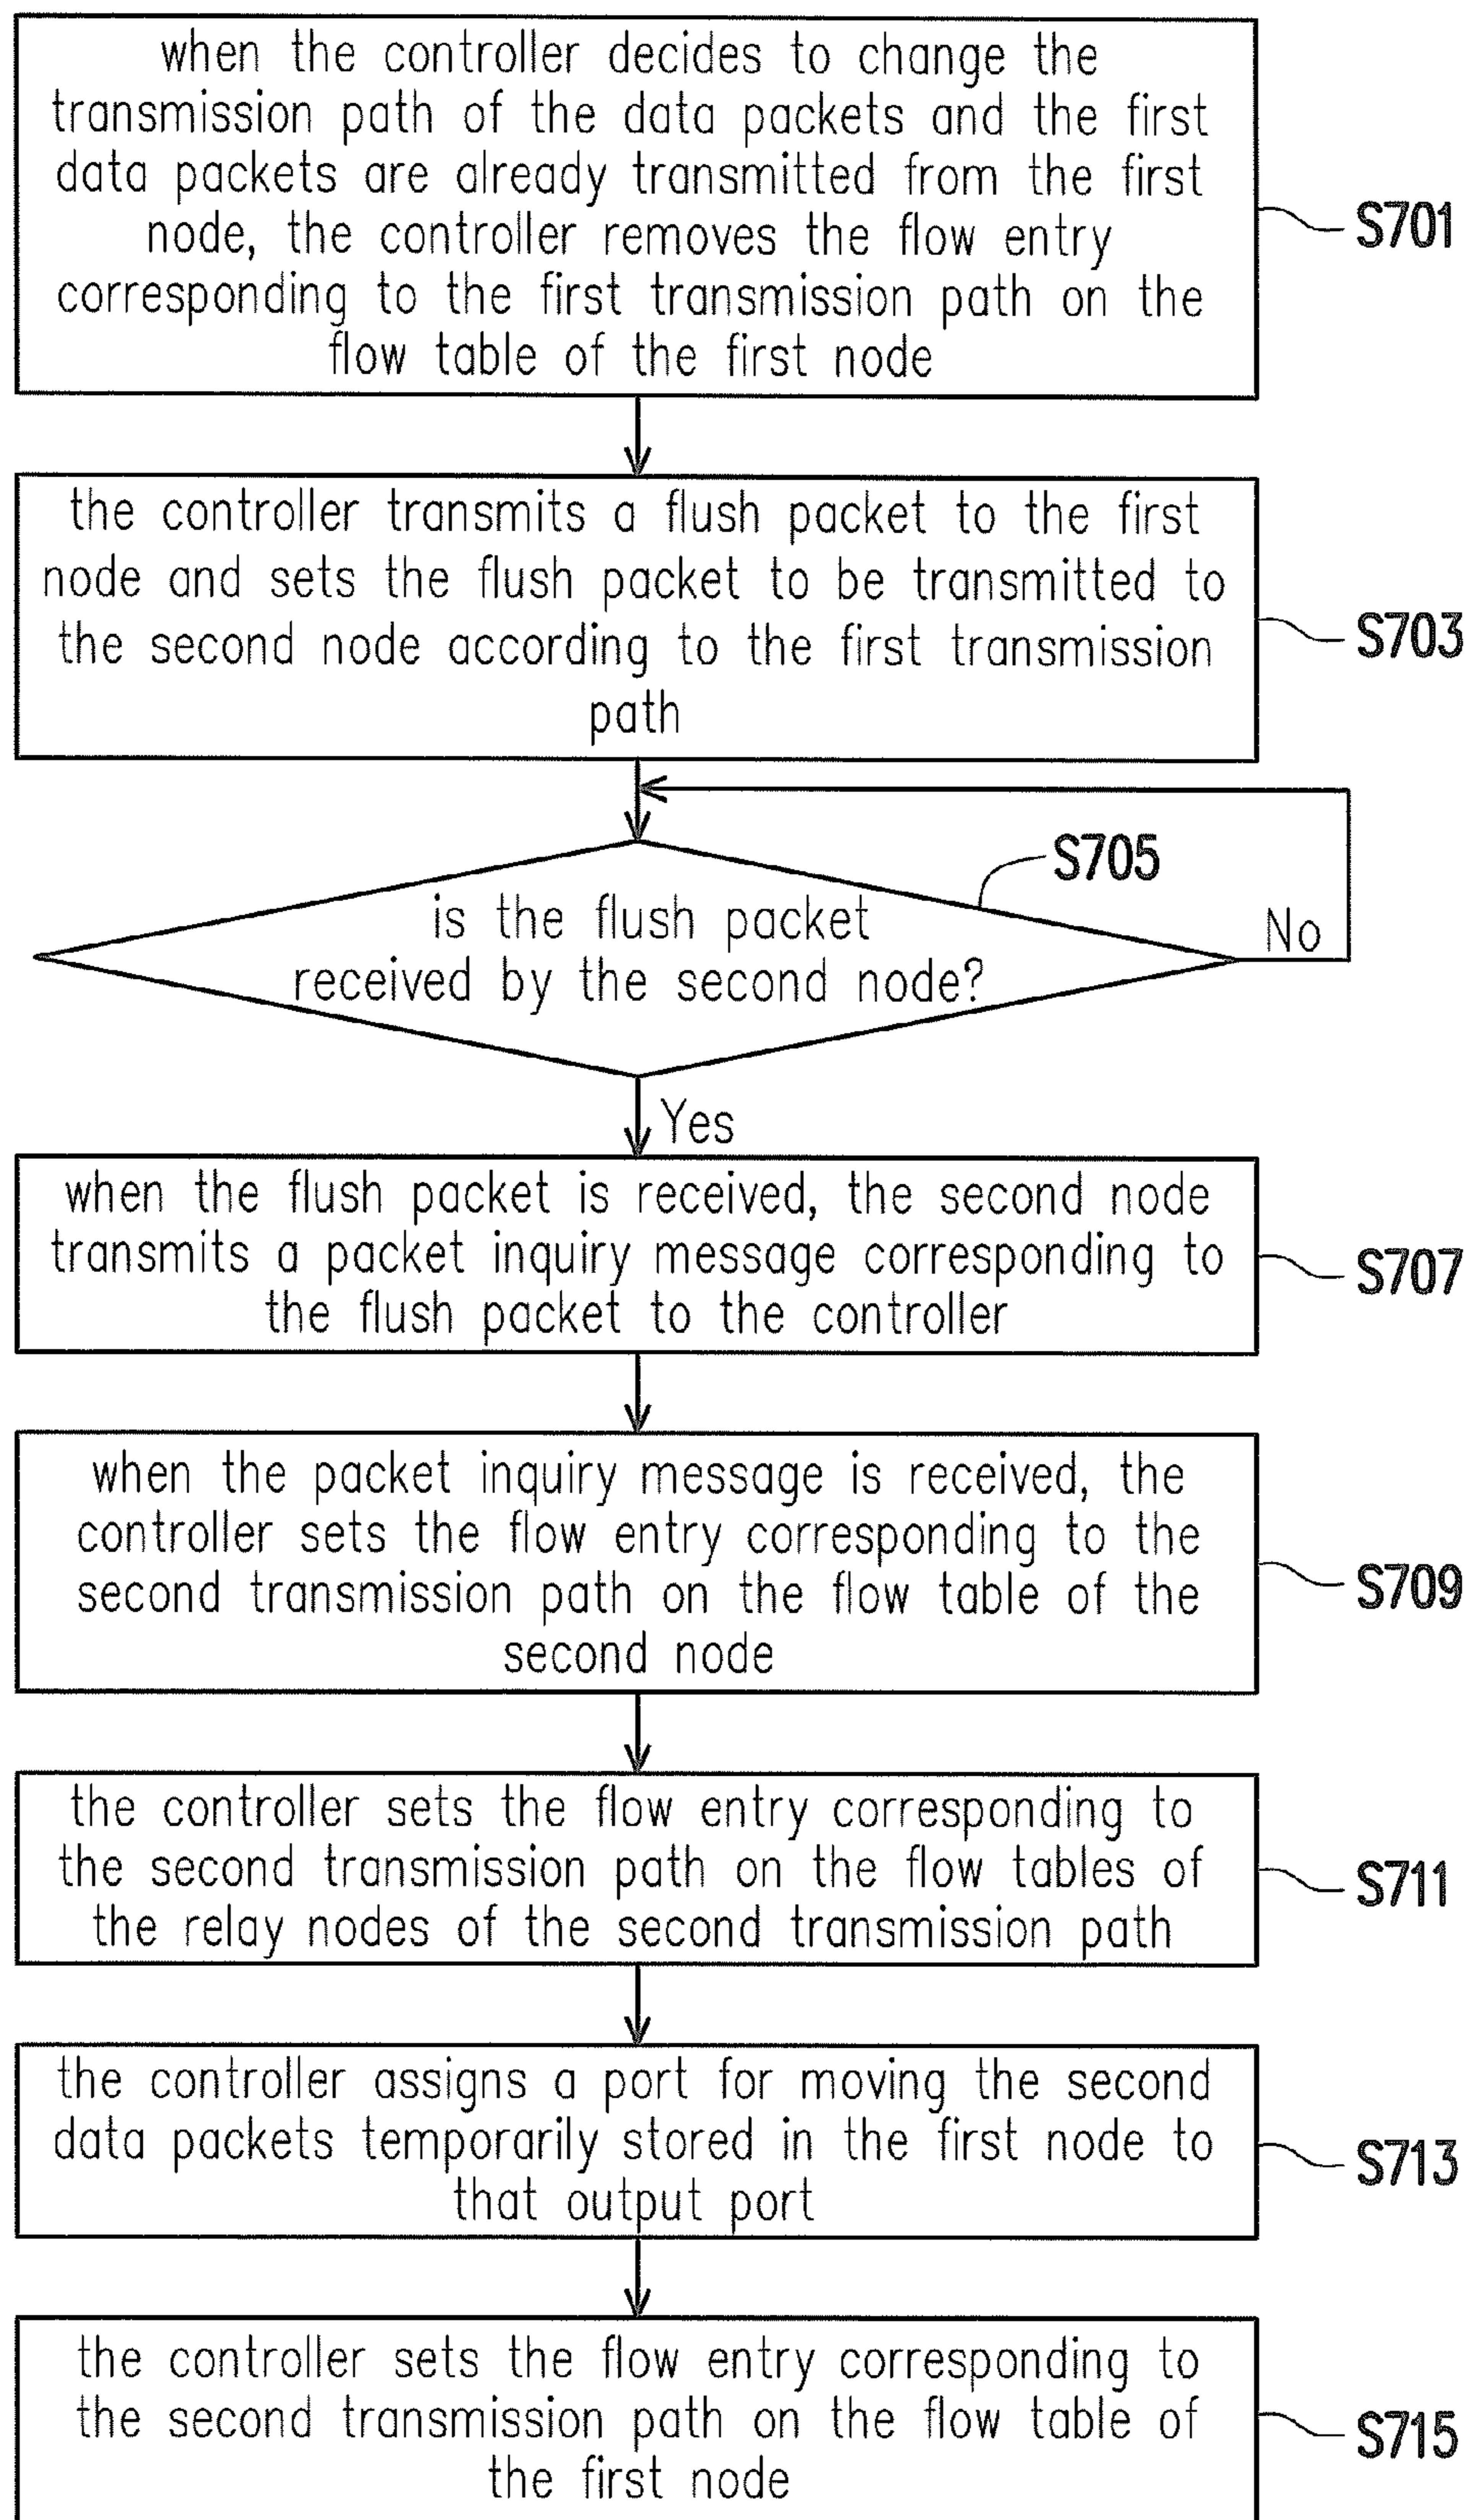 when the controller decides to change the
transmission path of the data packets and the first
data packets are already transmitted from the first
node, the controller removes the flow entry
corresponding to the first transmission path on the
flow table of the first node
S701
the controller transmits a flush packet to the first
node and sets the flush packet to be transmitted to
the second node according to the first transmission
path
S703
S705
is the flush packet
received by the second node?
No
Yes
when the flush packet is received, the second node
transmits a packet inquiry message corresponding to
the flush packet to the controller
S707
when the packet inquiry message is received, the
controller sets the flow entry corresponding to the
second transmission path on the flow table of the
second node
S709
the controller sets the flow entry corresponding to
the second transmission path on the flow tables of
the relay nodes of the second transmission path
S711
the controller assigns a port for moving the second
data packets temporarily stored in the first node to
that output port
S713
the controller sets the flow entry corresponding to
the second transmission path on the flow table of
the first node
S715